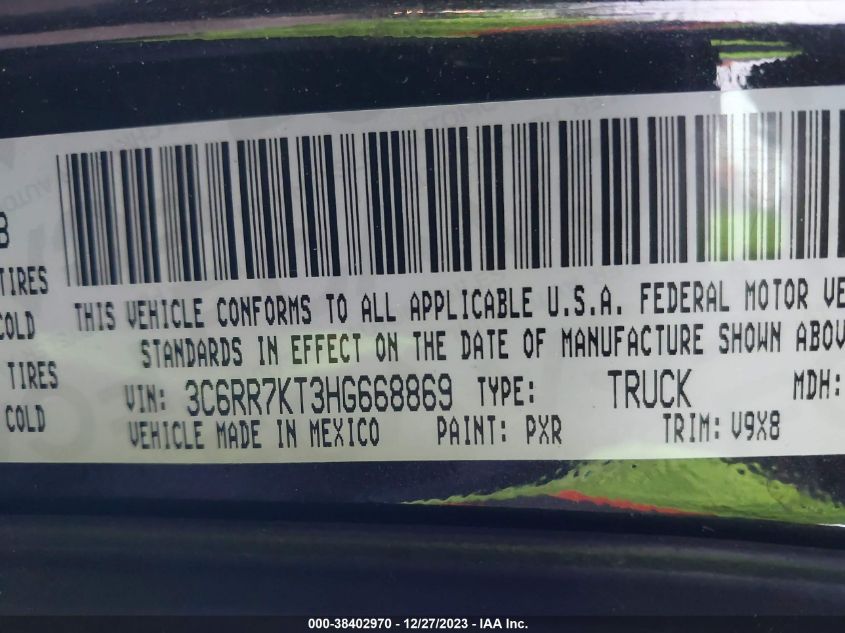 B
TIRES
COLD
TIRES
COLD
THIS VEHICLE CONFORMS TO ALL APPLICABLE U.S.A. FEDERAL MOTOR VE
STANDARDS IN EFFECT ON THE DATE OF MANUFACTURE SHOWN ABOV
VIN: 3C6RR7KT3HG668869 TYPE: TRUCK MDH:
VEHICLE MADE IN MEXICO PAINT: PXR TRIM: V9X8
000-38402970 - 12/27/2023 - IAA Inc.